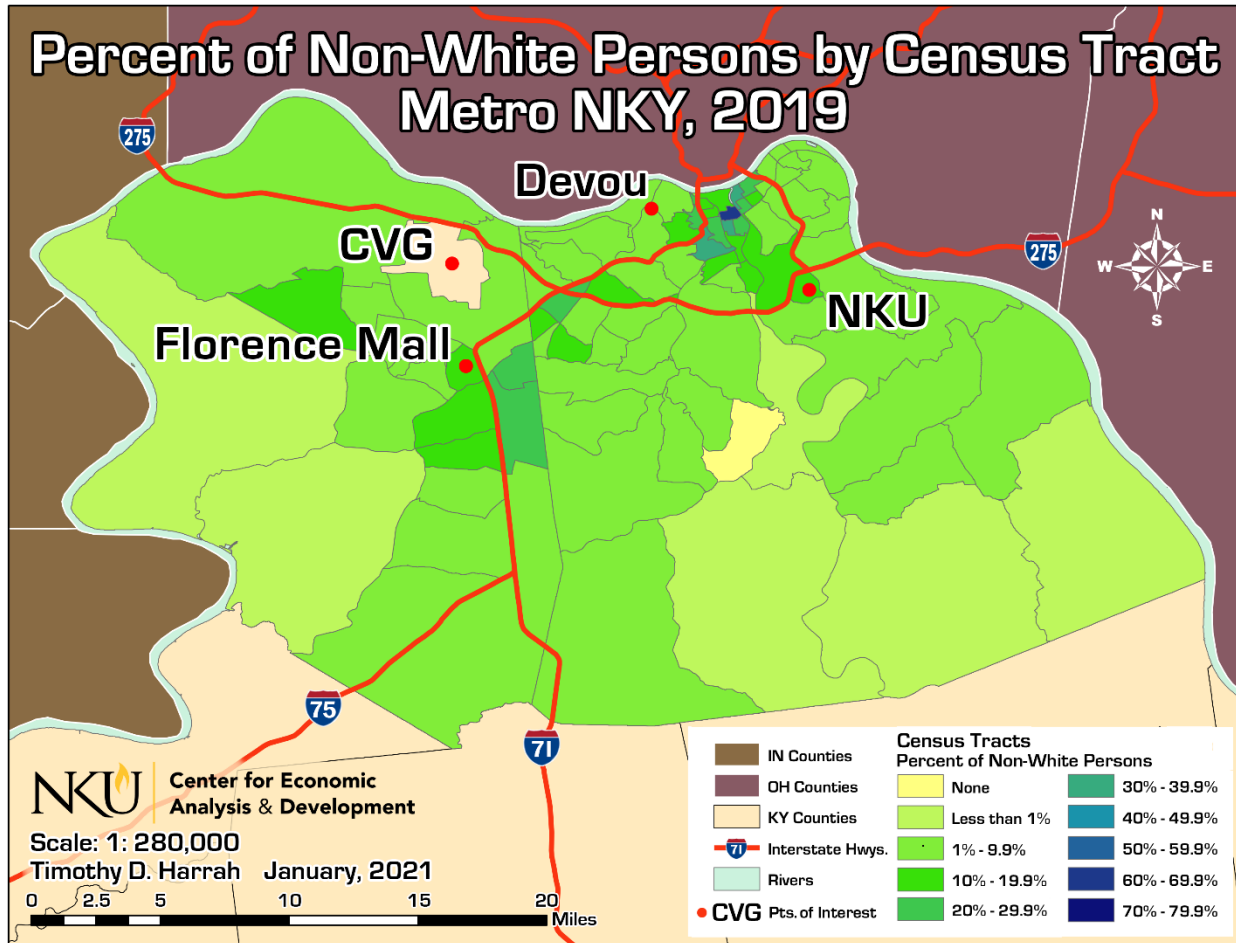 Percent of Non-White Persons by Census Tract
Metro NKY, 2019
275
Devou
CVG
N
W E
S
275
NKU
Florence Mall
75
71
NKU
Center for Economic
Analysis & Development
Scale: 1: 280,000
Timothy D. Harrah January, 2021
0 2.5 5 10 15 20
Miles
IN Counties
OH Counties
KY Counties
71 Interstate Hwys.
Rivers
CVG Pts. of Interest
Census Tracts
Percent of Non-White Persons
None
Less than 1%
1% - 9.9%
10% - 19.9%
20% - 29.9%
30% - 39.9%
40% - 49.9%
50% - 59.9%
60% - 69.9%
70% - 79.9%